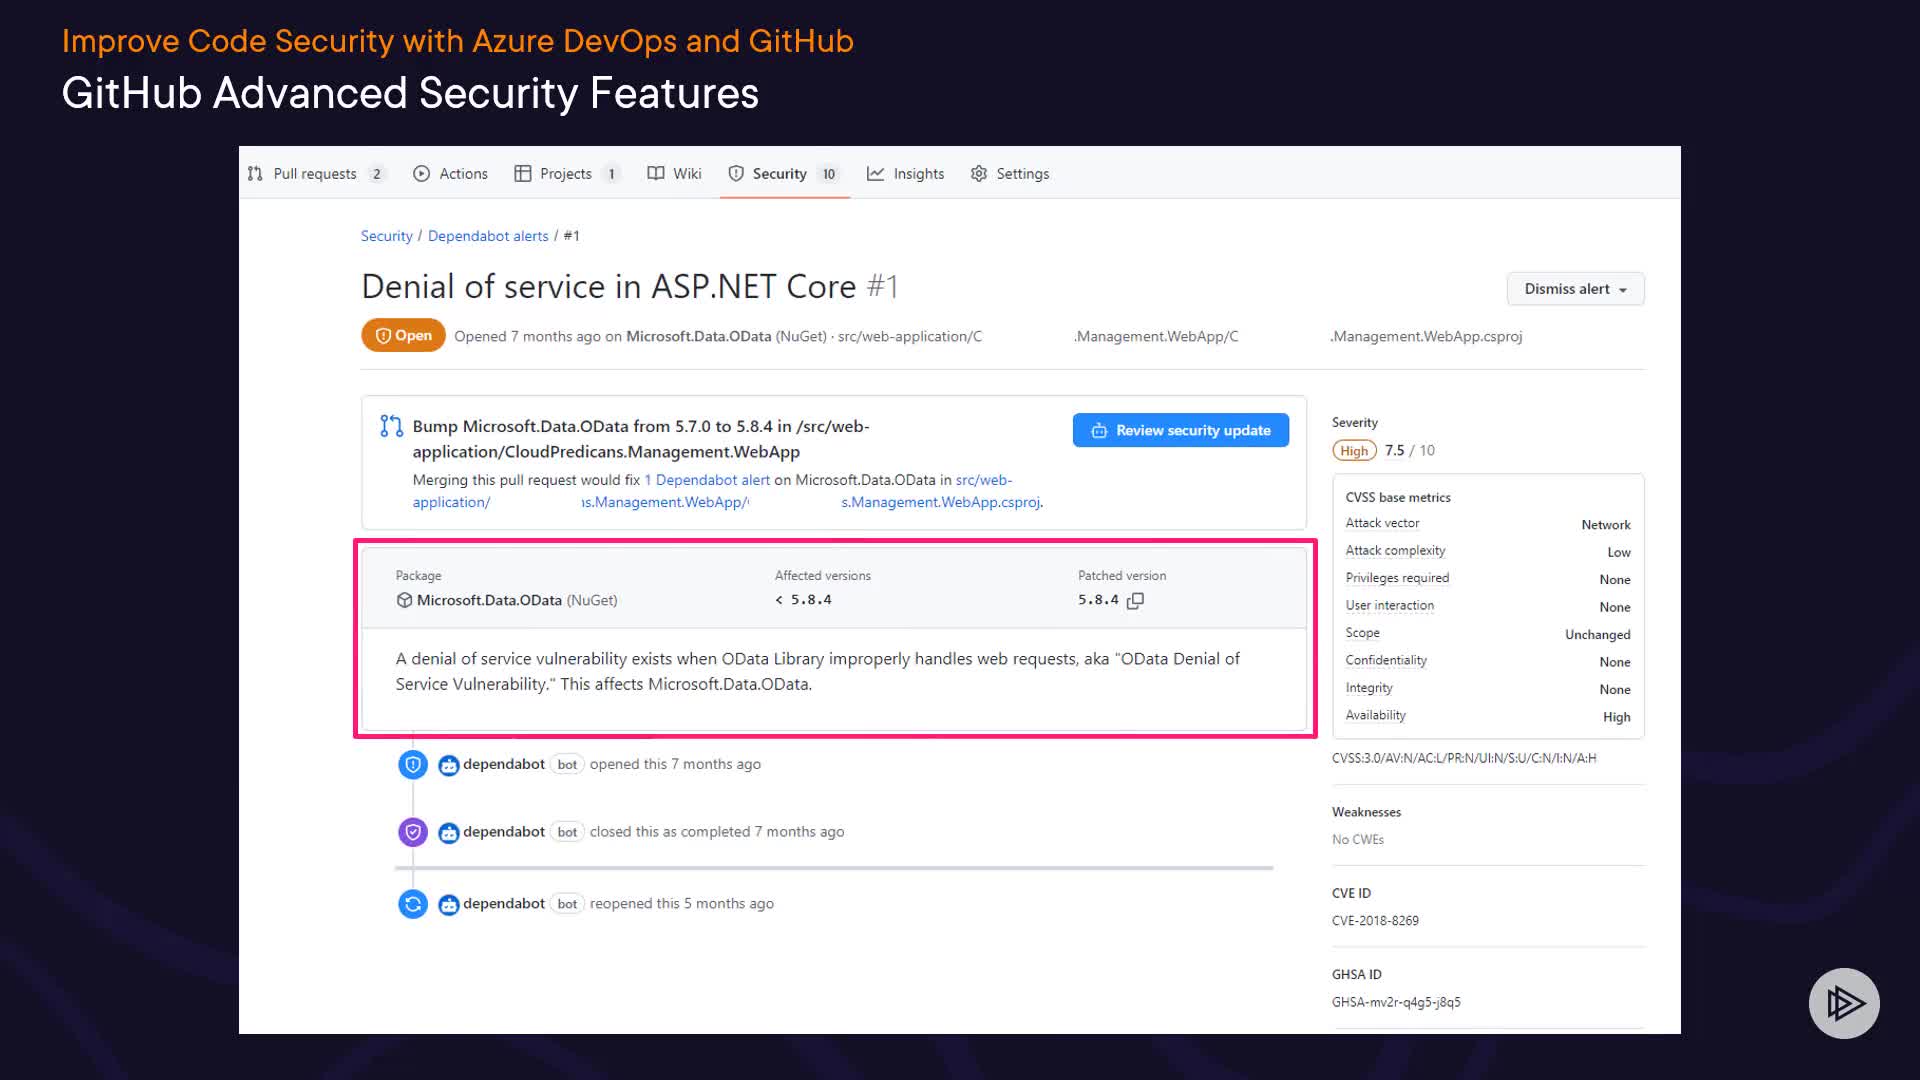 Improve Code Security with Azure DevOps and GitHub
GitHub Advanced Security Features
Pull requests 2 Actions Projects 1 Wiki Security 10 Insights Settings
Security / Dependabot alerts / #1
Denial of service in ASP.NET Core #1
Dismiss alert
Open Opened 7 months ago on Microsoft.Data.OData (NuGet) · src/web-application/C .Management.WebApp/C .Management.WebApp.csproj
Bump Microsoft.Data.OData from 5.7.0 to 5.8.4 in /src/web-
application/CloudPredicans.Management.WebApp
Review security update
Merging this pull request would fix 1 Dependabot alert on Microsoft.Data.OData in src/web-
application/ s.Management.WebApp/ s.Management.WebApp.csproj.
Package Affected versions Patched version
Microsoft.Data.OData (NuGet) < 5.8.4 5.8.4
A denial of service vulnerability exists when OData Library improperly handles web requests, aka "OData Denial of
Service Vulnerability." This affects Microsoft.Data.OData.
dependabot bot opened this 7 months ago
dependabot bot closed this as completed 7 months ago
dependabot bot reopened this 5 months ago
Severity
High 7.5 / 10
CVSS base metrics
Attack vector Network
Attack complexity Low
Privileges required None
User interaction None
Scope Unchanged
Confidentiality None
Integrity None
Availability High
CVSS:3.0/AV:N/AC:L/PR:N/UI:N/S:U/C:N/I:N/A:H
Weaknesses
No CWEs
CVE ID
CVE-2018-8269
GHSA ID
GHSA-mv2r-q4g5-j8q5